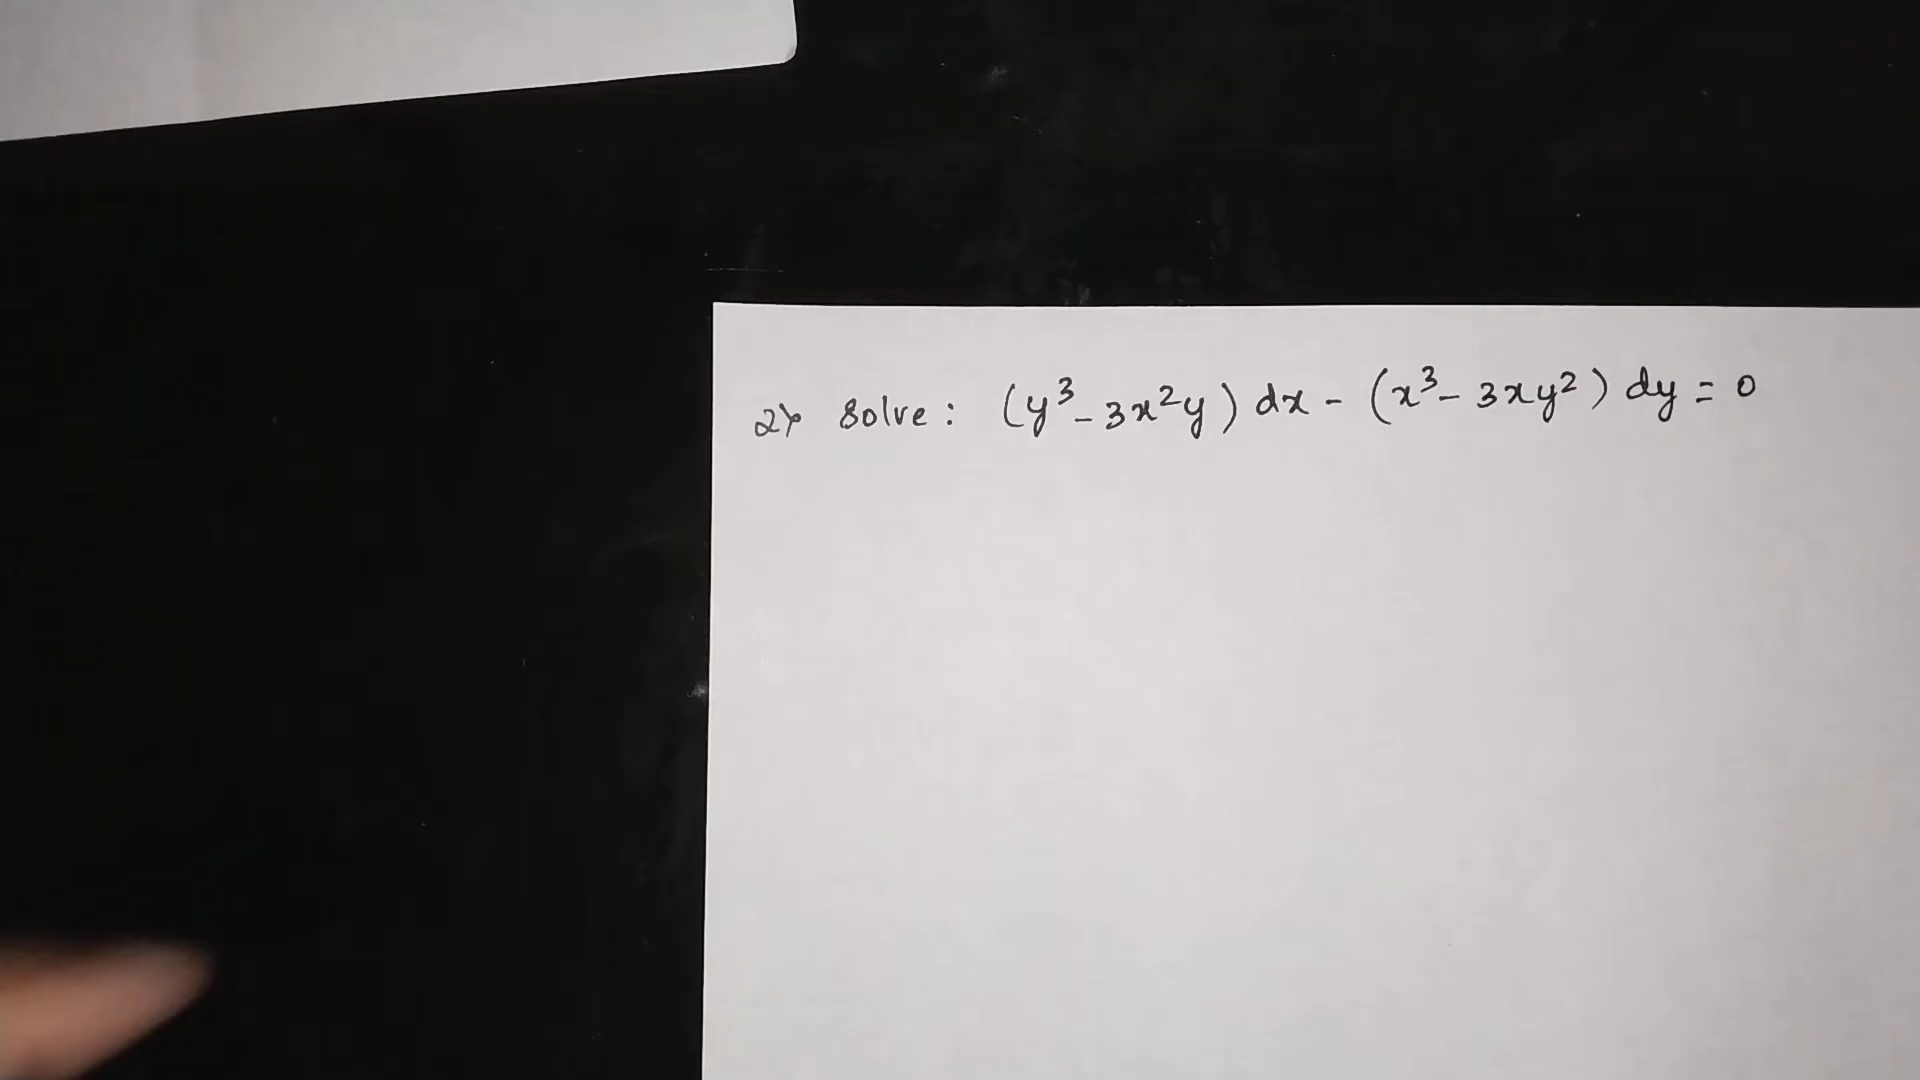 2) Solve: (y³ - 3x²y) dx - (x³ - 3xy²) dy = 0